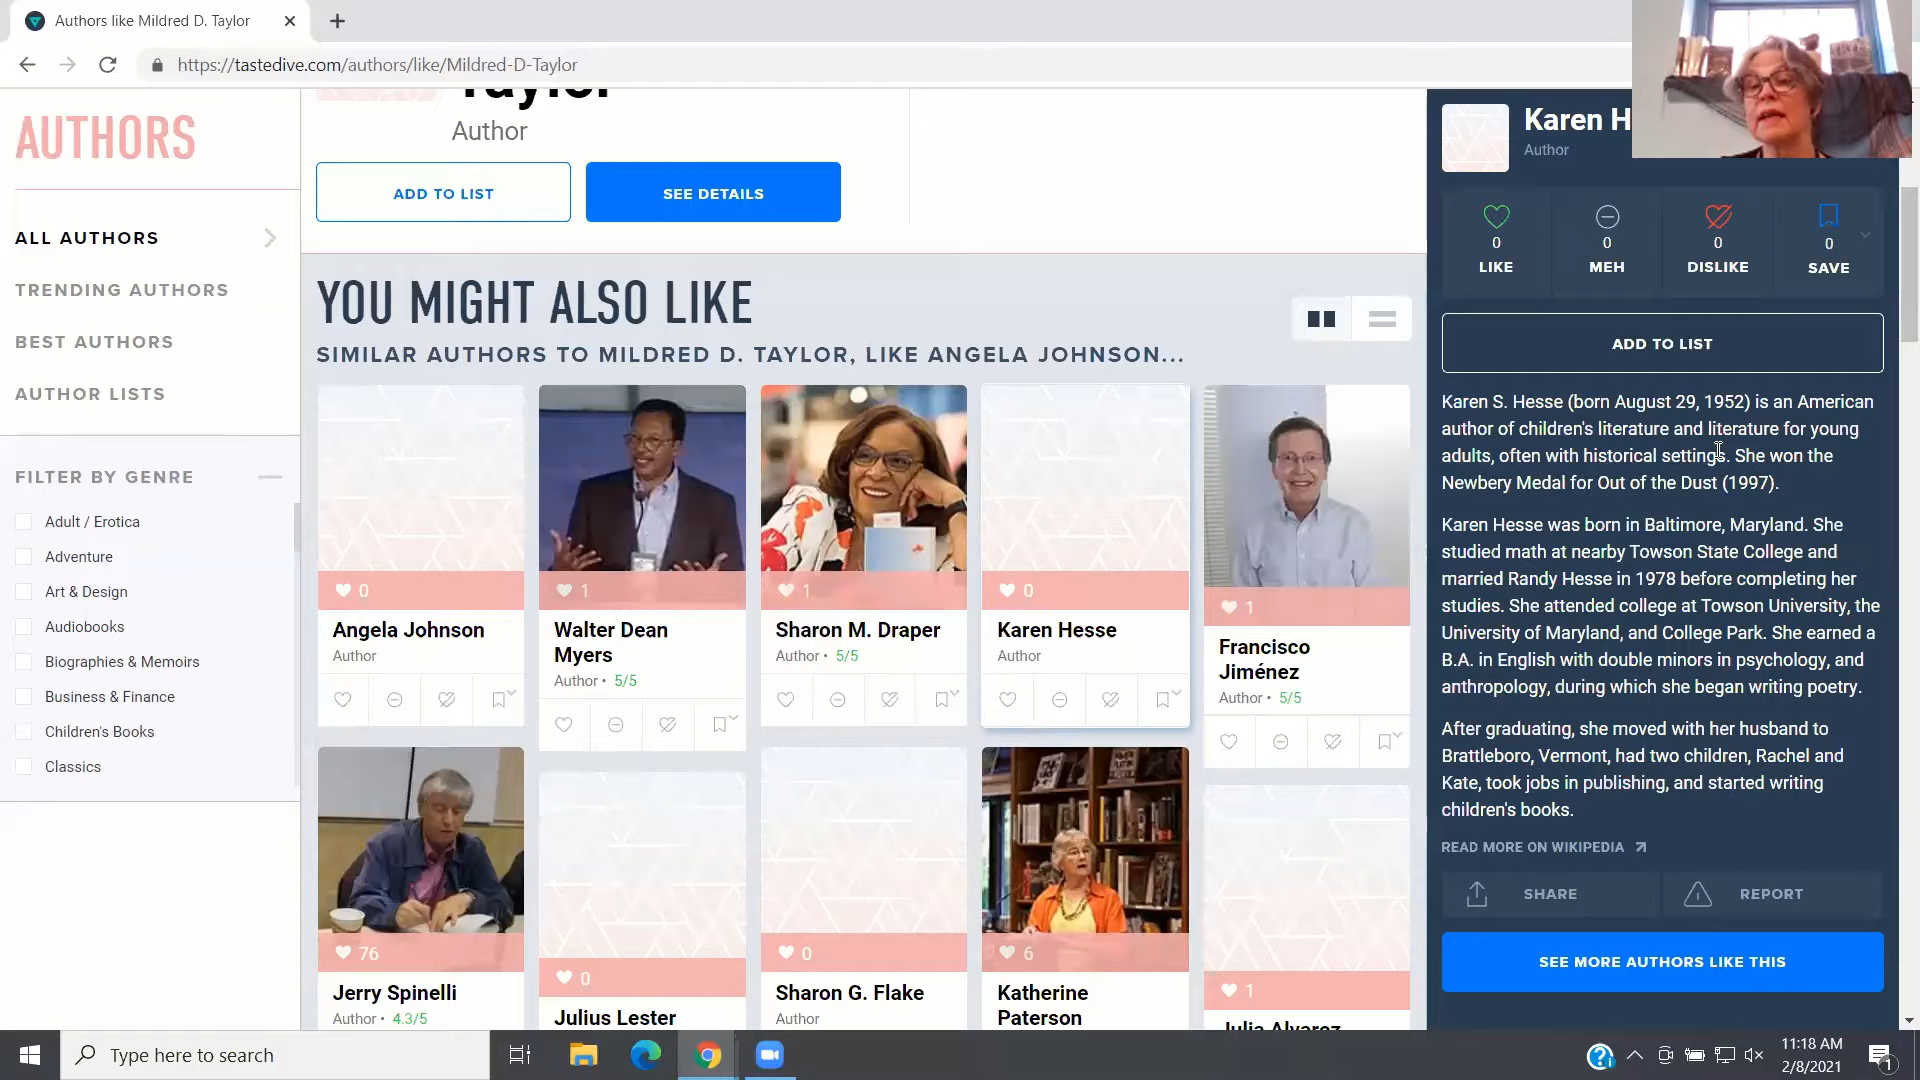 Authors like Mildred D. Taylor
https://tastedive.com/authors/like/Mildred-D-Taylor
AUTHORS
ALL AUTHORS
TRENDING AUTHORS
BEST AUTHORS
AUTHOR LISTS
FILTER BY GENRE
Adult / Erotica
Adventure
Art & Design
Audiobooks
Biographies & Memoirs
Business & Finance
Children's Books
Classics
Taylor
Author
ADD TO LIST
SEE DETAILS
YOU MIGHT ALSO LIKE
SIMILAR AUTHORS TO MILDRED D. TAYLOR, LIKE ANGELA JOHNSON...
0
Angela Johnson
Author
1
Walter Dean
Myers
Author • 5/5
1
Sharon M. Draper
Author • 5/5
0
Karen Hesse
Author
1
Francisco
Jiménez
Author • 5/5
76
Jerry Spinelli
Author • 4.3/5
0
Julius Lester
0
Sharon G. Flake
Author
6
Katherine
Paterson
1
Julia Alvarez
Karen H
Author
0
LIKE
0
MEH
0
DISLIKE
0
SAVE
ADD TO LIST
Karen S. Hesse (born August 29, 1952) is an American
author of children's literature and literature for young
adults, often with historical settings. She won the
Newbery Medal for Out of the Dust (1997).
Karen Hesse was born in Baltimore, Maryland. She
studied math at nearby Towson State College and
married Randy Hesse in 1978 before completing her
studies. She attended college at Towson University, the
University of Maryland, and College Park. She earned a
B.A. in English with double minors in psychology, and
anthropology, during which she began writing poetry.
After graduating, she moved with her husband to
Brattleboro, Vermont, had two children, Rachel and
Kate, took jobs in publishing, and started writing
children's books.
READ MORE ON WIKIPEDIA
SHARE
REPORT
SEE MORE AUTHORS LIKE THIS
Type here to search
11:18 AM
2/8/2021
1